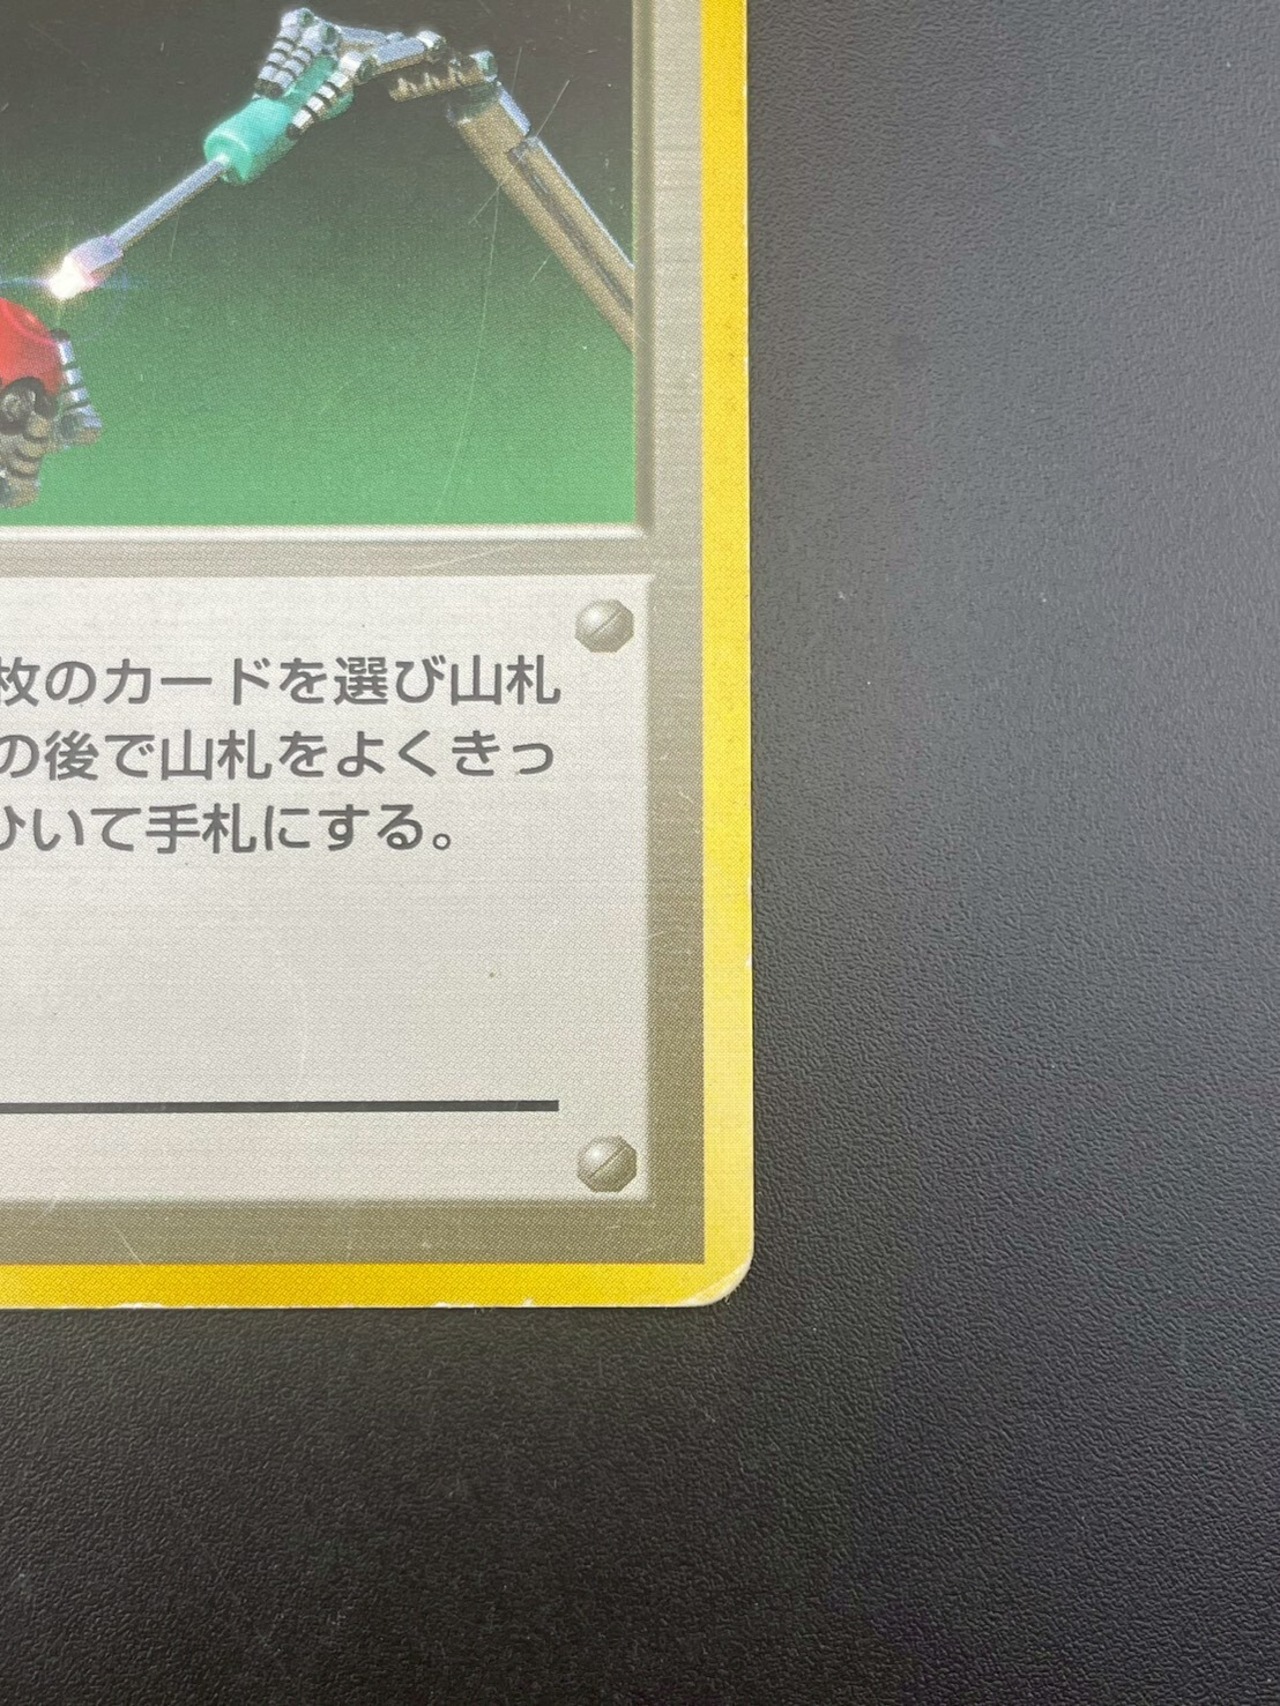 枚のカードを選び山札
の後で山札をよくきっ
ひいて手札にする。